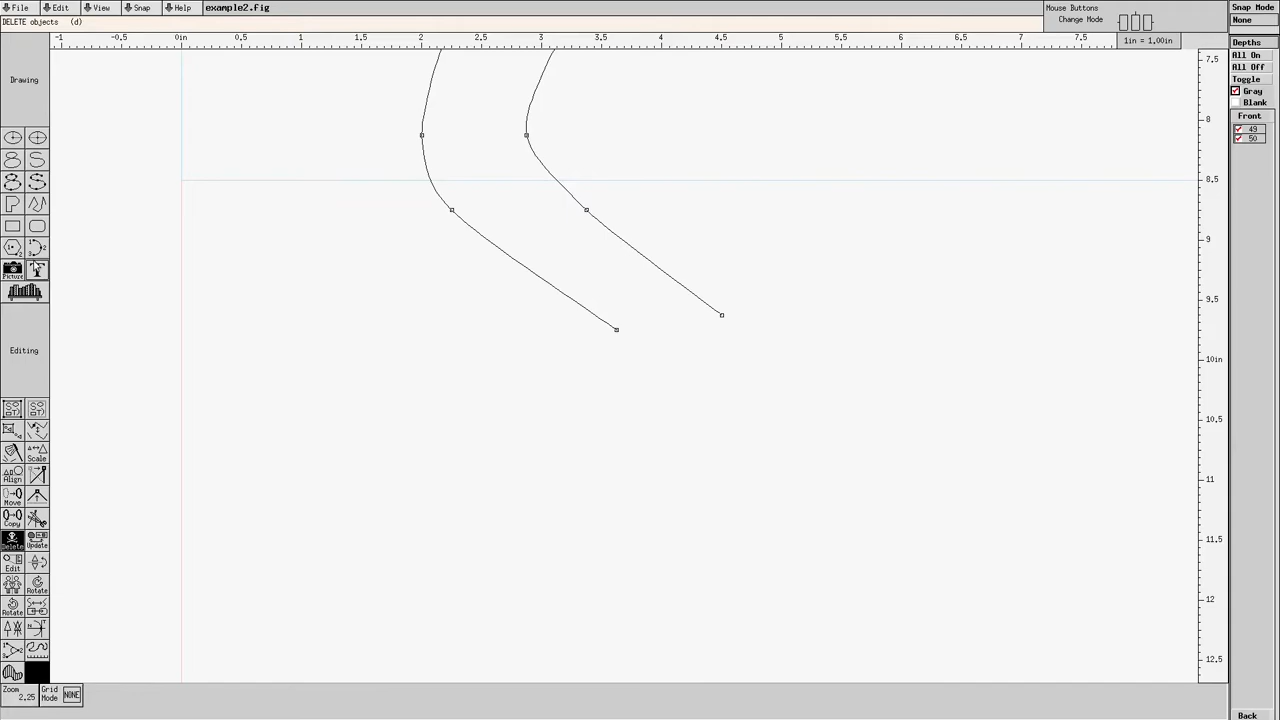 File Edit View Snap Help example2.fig
DELETE objects (d)
Mouse Buttons
Change Mode
Snap Mode
None
-1 -0.5 0in 0.5 1 1.5 2 2.5 3 3.5 4 4.5 5 5.5 6 6.5 7 7.5
1in = 1.00in
Depths
All On
All Off
Toggle
Gray
Blank
Front
49
50
Back
7.5
8
8.5
9
9.5
10in
10.5
11
11.5
12
12.5
Drawing
Picture
Editing
Scale
Align
Move
Copy
Delete Update
Edit
Rotate
Rotate
Zoom
2.25
Grid
Mode
NONE